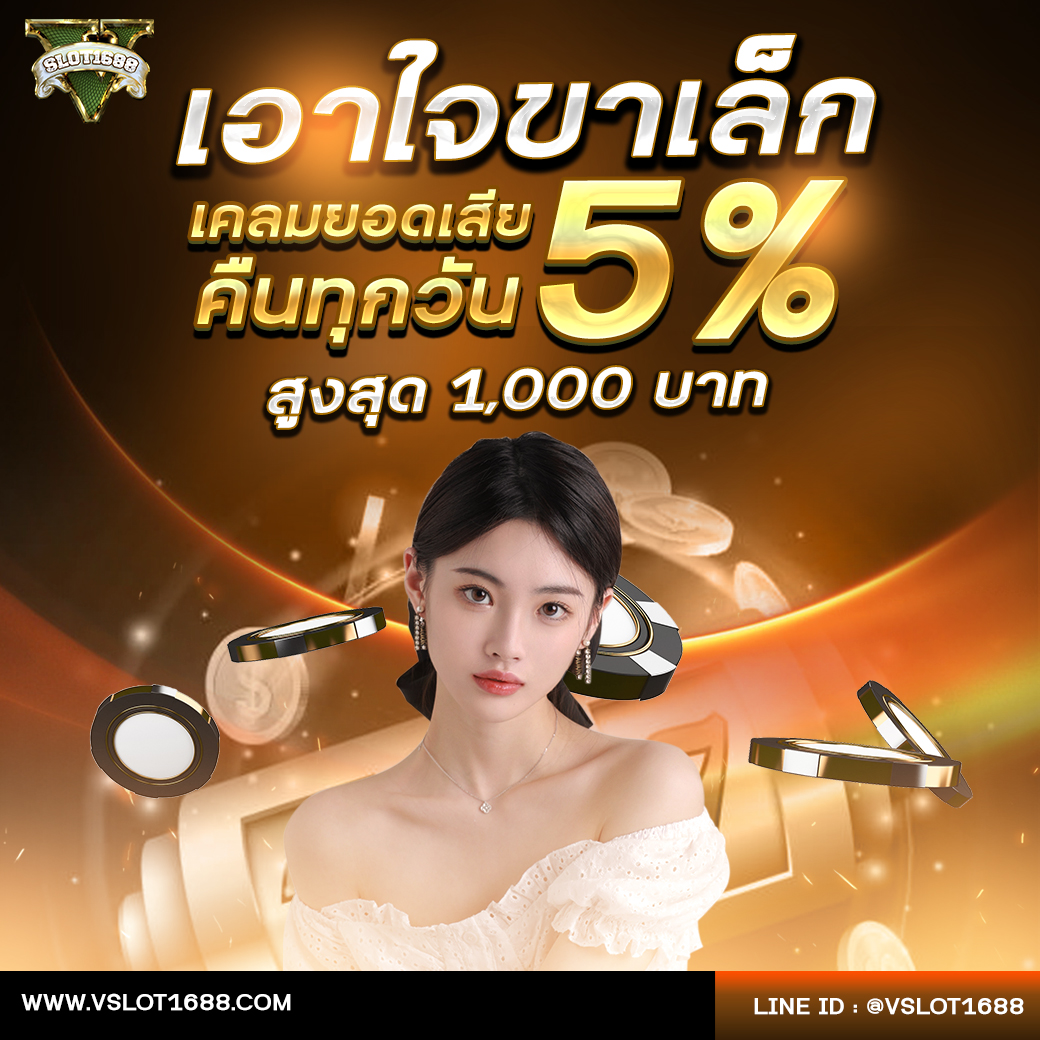 SLOT1688
เอาใจขาเล็ก
เคลมยอดเสีย
คืนทุกวัน
5%
สูงสุด 1,000 บาท
WWW.VSLOT1688.COM
LINE ID : @VSLOT1688